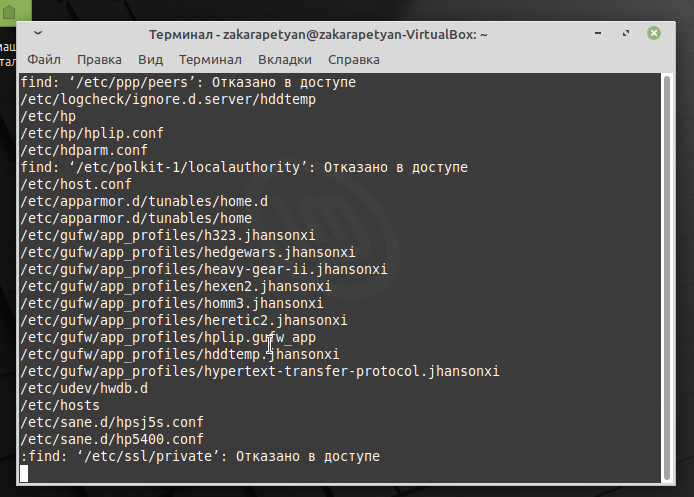 маш
тал
Терминал - zakarapetyan@zakarapetyan-VirtualBox: ~
Файл Правка Вид Терминал Вкладки Справка
find: ‘/etc/ppp/peers’: Отказано в доступе
/etc/logcheck/ignore.d.server/hddtemp
/etc/hp
/etc/hp/hplip.conf
/etc/hdparm.conf
find: ‘/etc/polkit-1/localauthority’: Отказано в доступе
/etc/host.conf
/etc/apparmor.d/tunables/home.d
/etc/apparmor.d/tunables/home
/etc/gufw/app_profiles/h323.jhansonxi
/etc/gufw/app_profiles/hedgewars.jhansonxi
/etc/gufw/app_profiles/heavy-gear-ii.jhansonxi
/etc/gufw/app_profiles/hexen2.jhansonxi
/etc/gufw/app_profiles/homm3.jhansonxi
/etc/gufw/app_profiles/heretic2.jhansonxi
/etc/gufw/app_profiles/hplip.gufw_app
/etc/gufw/app_profiles/hddtemp.jhansonxi
/etc/gufw/app_profiles/hypertext-transfer-protocol.jhansonxi
/etc/udev/hwdb.d
/etc/hosts
/etc/sane.d/hpsj5s.conf
/etc/sane.d/hp5400.conf
:find: ‘/etc/ssl/private’: Отказано в доступе